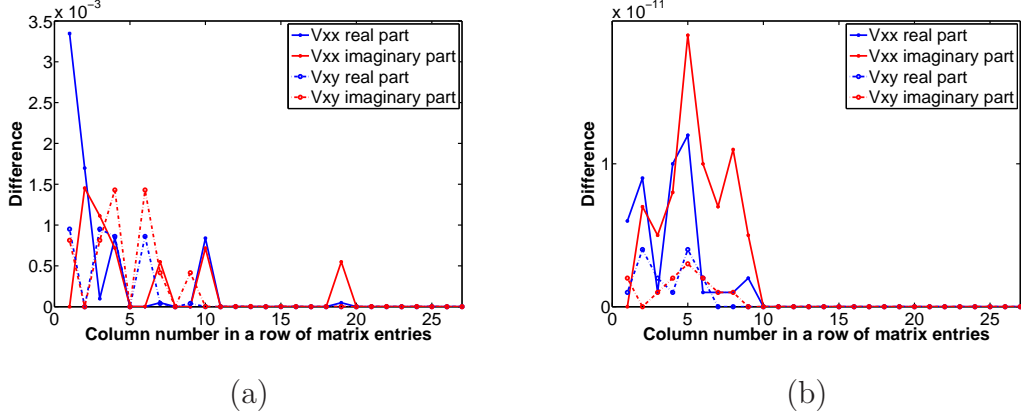 x 10⁻³
3.5
3
2.5
2
1.5
1
0.5
0
0 5 10 15 20 25
Difference
Column number in a row of matrix entries
Vxx real part
Vxx imaginary part
Vxy real part
Vxy imaginary part
(a)
x 10⁻¹¹
1
0
0 5 10 15 20 25
Difference
Column number in a row of matrix entries
Vxx real part
Vxx imaginary part
Vxy real part
Vxy imaginary part
(b)